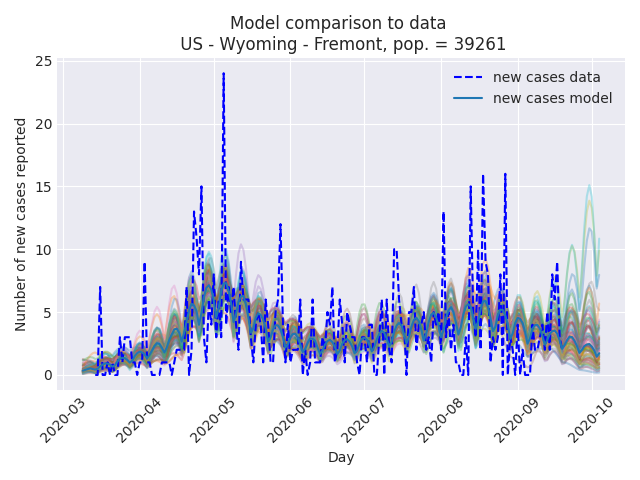 Model comparison to data
US - Wyoming - Fremont, pop. = 39261
new cases data
new cases model
Number of new cases reported
25
20
15
10
5
0
2020-03
2020-04
2020-05
2020-06
2020-07
2020-08
2020-09
2020-10
Day